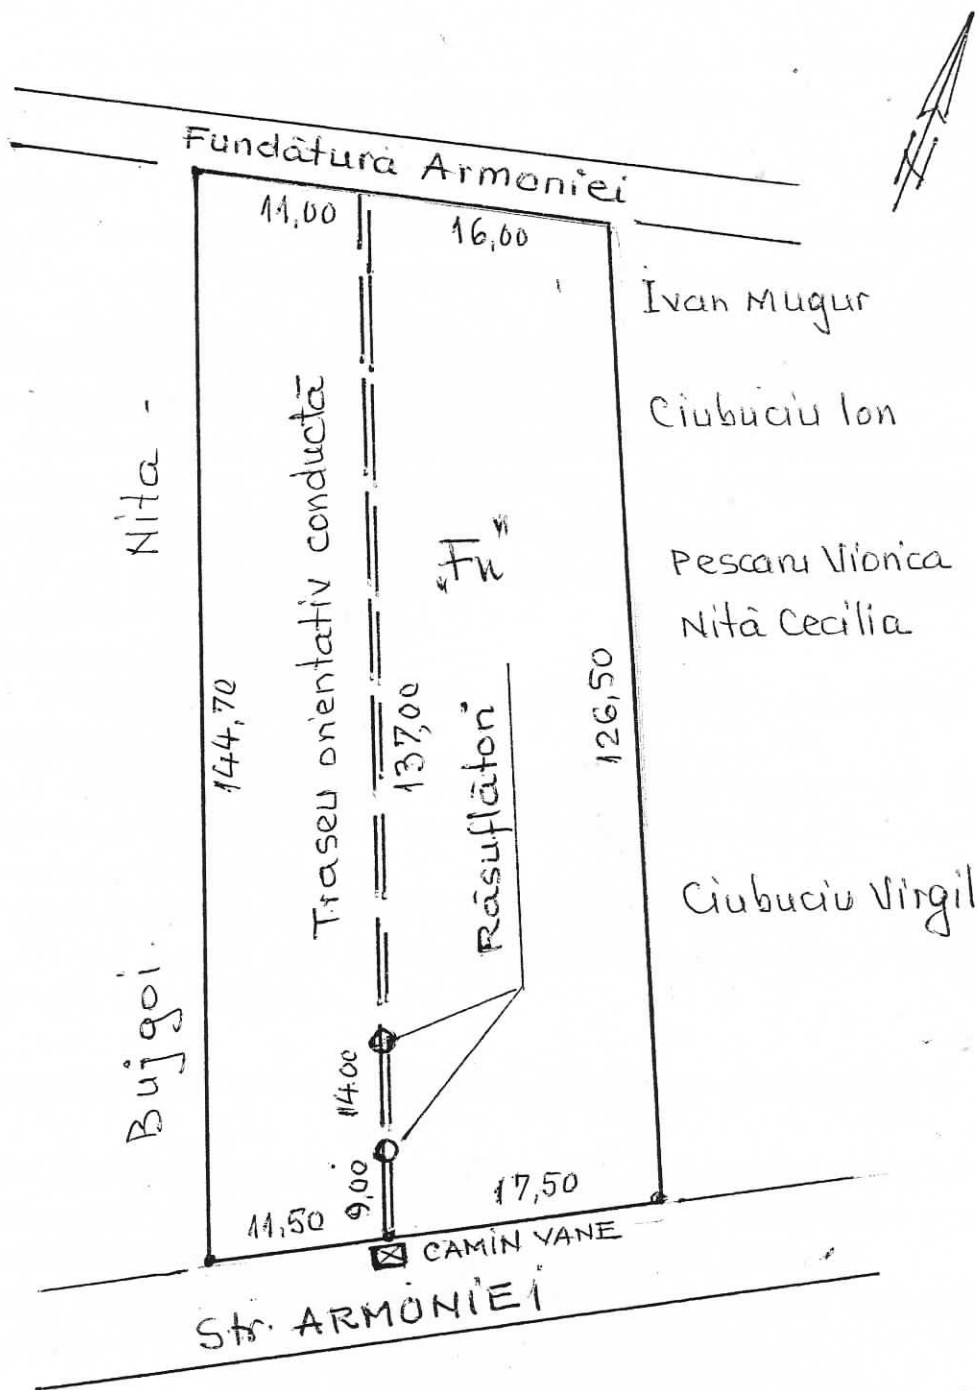 Fundătura Armoniei
N
11,00
16,00
Ivan Mugur
Ciubuciu Ion
Nita -
Traseu orientativ conductă
"Fn"
Pescaru Viorica
Nită Cecilia
144,70
137,00
126,50
Răsuflători
Ciubuciu Virgil
Bujgoi.
14.00
9,00
11,50
17,50
CAMIN VANE
Str. ARMONIEI